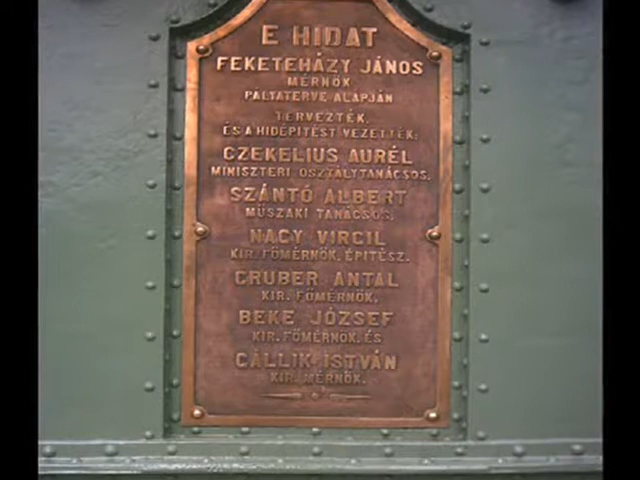 E HIDAT
FEKETEHÁZY JÁNOS
MÉRNÖK
PÁLYATERVE ALAPJÁN
TERVEZTÉK,
ÉS A HIDÉPITÉST VEZETTÉK:
CZEKELIUS AURÉL
MINISZTERI OSZTÁLYTANÁCSOS.
SZÁNTÓ ALBERT
MŰSZAKI TANÁCSOS.
NAGY VIRGIL
KIR. FŐMÉRNÖK, ÉPITÉSZ.
GRUBER ANTAL
KIR. FŐMÉRNÖK.
BEKE JÓZSEF
KIR. FŐMÉRNÖK, ÉS
GÁLLIK ISTVÁN
KIR. MÉRNÖK.